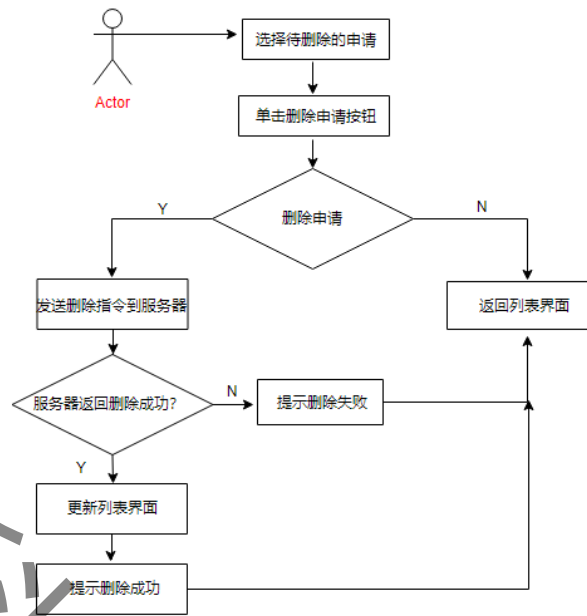 选择待删除的申请
Actor
单击删除申请按钮
删除申请
Y
N
发送删除指令到服务器
返回列表界面
服务器返回删除成功?
N
提示删除失败
Y
更新列表界面
提示删除成功